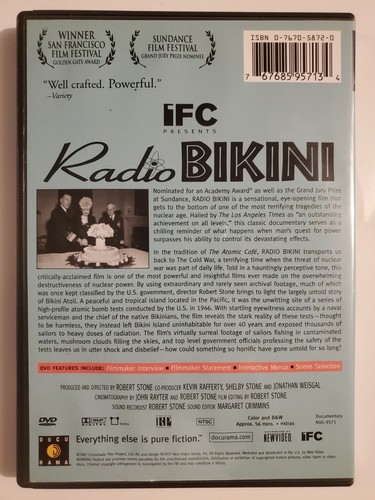 WINNER
SAN FRANCISCO
FILM FESTIVAL
GOLDEN GATE AWARD
SUNDANCE
FILM FESTIVAL
GRAND JURY PRIZE NOMINEE
ISBN 0-7670-5872-0
7 67685 95713 4
"Well crafted. Powerful."
–Variety
IFC
PRESENTS
Radio BIKINI
Nominated for an Academy Award® as well as the Grand Jury Prize
at Sundance, RADIO BIKINI is a sensational, eye-opening film that
gets to the bottom of one of the most terrifying tragedies of the
nuclear age. Hailed by The Los Angeles Times as "an outstanding
achievement on all levels," this classic documentary serves as a
chilling reminder of what happens when man's quest for power
surpasses his ability to control its devastating effects.
In the tradition of The Atomic Café, RADIO BIKINI transports us
back to The Cold War, a terrifying time when the threat of nuclear
war was part of daily life. Told in a hauntingly perceptive tone, this
critically-acclaimed film is one of the most powerful and insightful films ever made on the overwhelming
destructiveness of nuclear power. By using extraordinary and rarely seen archival footage, much of which
was once kept classified by the U.S. government, director Robert Stone brings to light the largely untold story
of Bikini Atoll. A peaceful and tropical island located in the Pacific, it was the unwitting site of a series of
high-profile atomic bomb tests conducted by the U.S. in 1946. With startling eyewitness accounts by a naval
serviceman and the chief of the native Bikinians, the film reveals the stark reality of these tests—thought
to be harmless, they instead left Bikini Island uninhabitable for over 40 years and exposed thousands of
sailors to heavy doses of radiation. The film's virtually surreal footage of sailors fishing in contaminated
waters, mushroom clouds filling the skies, and top level government officials professing the safety of the
tests leaves us in utter shock and disbelief—how could something so horrific have gone untold for so long?
DVD FEATURES INCLUDE: Filmmaker Interview • Filmmaker Statement • Interactive Menus • Scene Selection
PRODUCED AND DIRECTED BY ROBERT STONE CO-PRODUCER KEVIN RAFFERTY, SHELBY STONE AND JONATHAN WEISGAL
CINEMATOGRAPHY BY JOHN RAYTER AND ROBERT STONE FILM EDITING BY ROBERT STONE
SOUND RECORDIST ROBERT STONE SOUND EDITOR MARGARET CRIMMINS
DVD
DOLBY
DIGITAL
NTSC
Color and B&W
Approx. 56 mins. + extras
Documentary
NVG-9571
DOCU
RAMA
Everything else is pure fiction.™
docurama.com
NEWVIDEO
IFC